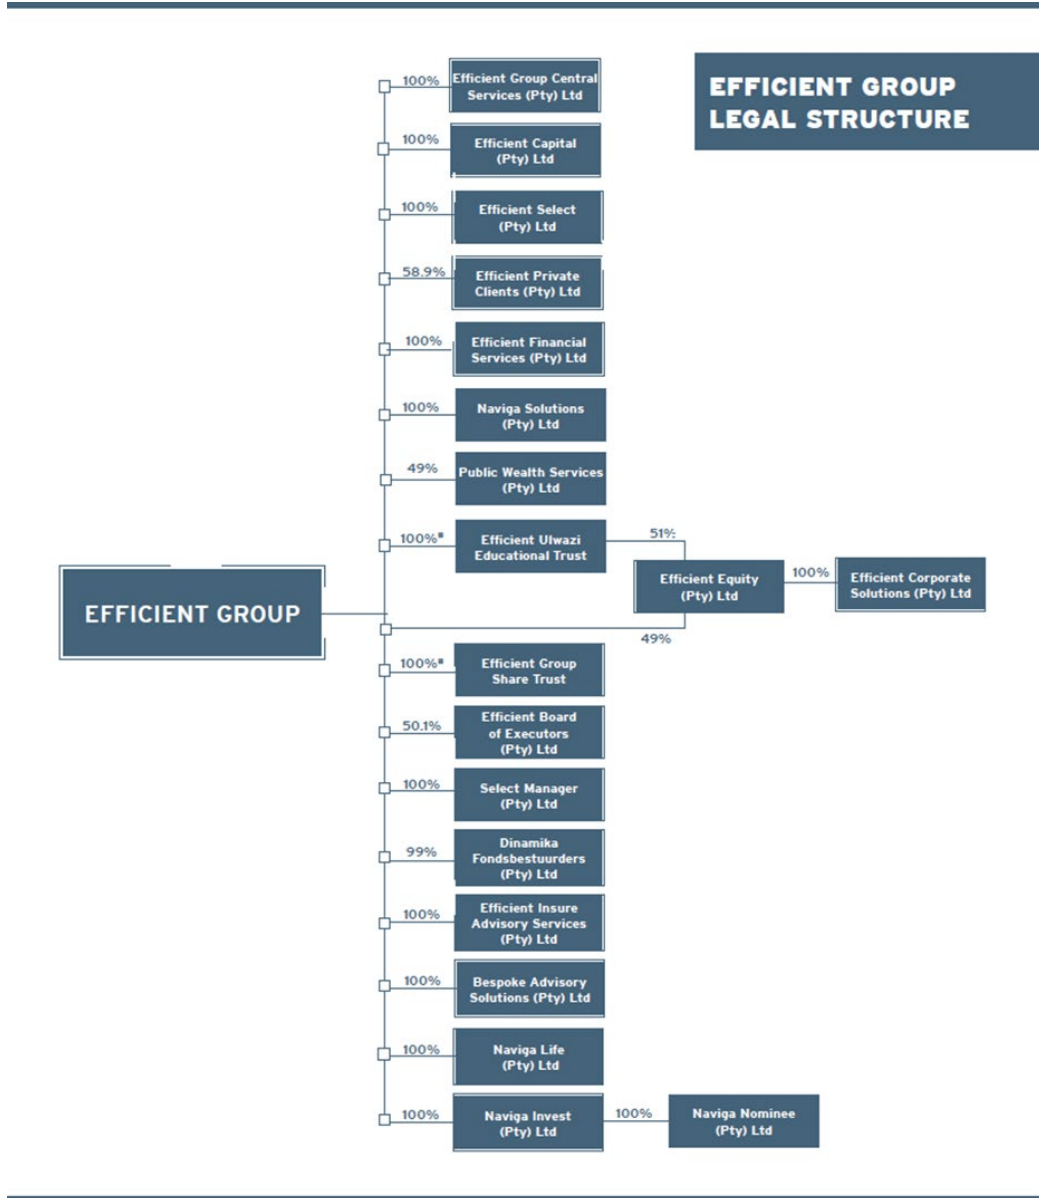 EFFICIENT GROUP
LEGAL STRUCTURE
100%
Efficient Group Central
Services (Pty) Ltd
100%
Efficient Capital
(Pty) Ltd
100%
Efficient Select
(Pty) Ltd
58.9%
Efficient Private
Clients (Pty) Ltd
100%
Efficient Financial
Services (Pty) Ltd
100%
Naviga Solutions
(Pty) Ltd
49%
Public Wealth Services
(Pty) Ltd
100%*
Efficient Ulwazi
Educational Trust
51%
Efficient Equity
(Pty) Ltd
100%
Efficient Corporate
Solutions (Pty) Ltd
EFFICIENT GROUP
49%
100%*
Efficient Group
Share Trust
50.1%
Efficient Board
of Executors
(Pty) Ltd
100%
Select Manager
(Pty) Ltd
99%
Dinamika
Fondsbestuurders
(Pty) Ltd
100%
Efficient Insure
Advisory Services
(Pty) Ltd
100%
Bespoke Advisory
Solutions (Pty) Ltd
100%
Naviga Life
(Pty) Ltd
100%
Naviga Invest
(Pty) Ltd
100%
Naviga Nominee
(Pty) Ltd